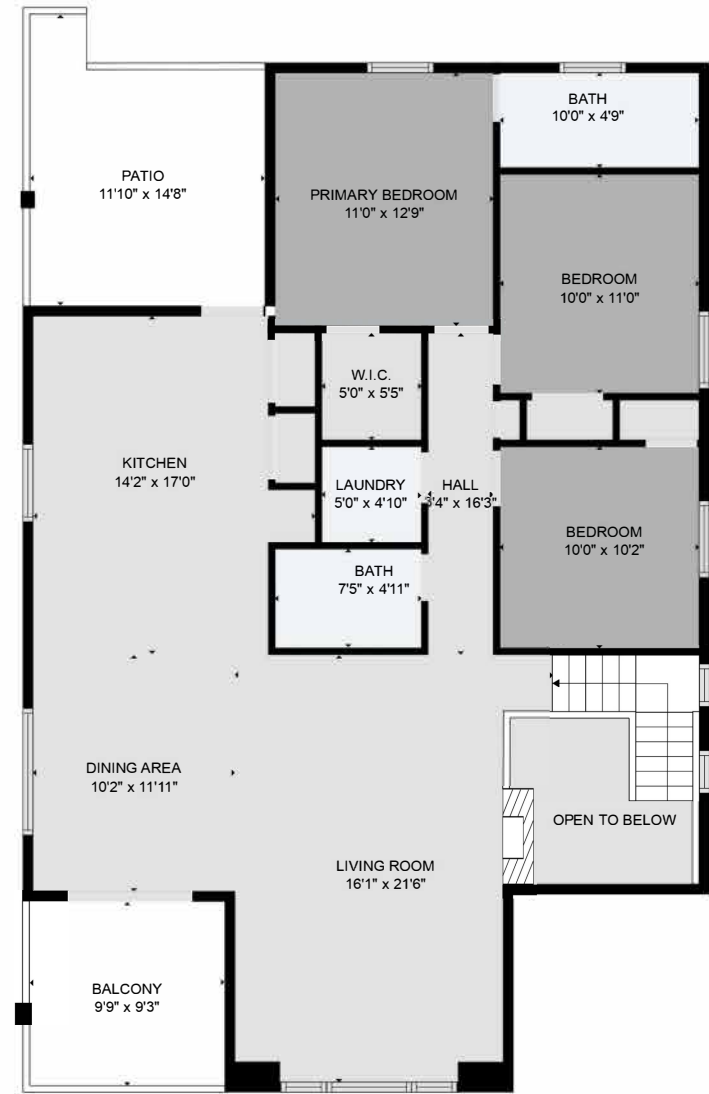 BATH
10'0" x 4'9"
PATIO
11'10" x 14'8"
PRIMARY BEDROOM
11'0" x 12'9"
BEDROOM
10'0" x 11'0"
W.I.C.
5'0" x 5'5"
KITCHEN
14'2" x 17'0"
LAUNDRY
5'0" x 4'10"
HALL
3'4" x 16'3"
BEDROOM
10'0" x 10'2"
BATH
7'5" x 4'11"
DINING AREA
10'2" x 11'11"
OPEN TO BELOW
LIVING ROOM
16'1" x 21'6"
BALCONY
9'9" x 9'3"